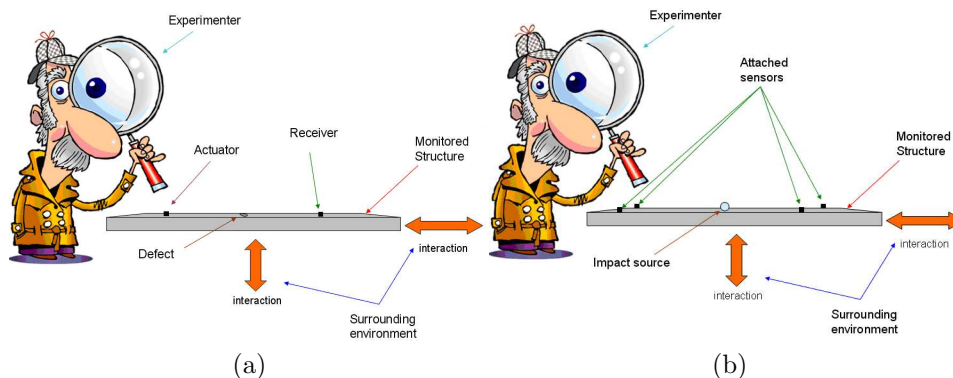 Experimenter
Actuator
Receiver
Monitored
Structure
Defect
interaction
interaction
Surrounding
environment
(a)
Experimenter
Attached
sensors
Monitored
Structure
Impact source
interaction
interaction
Surrounding
environment
(b)